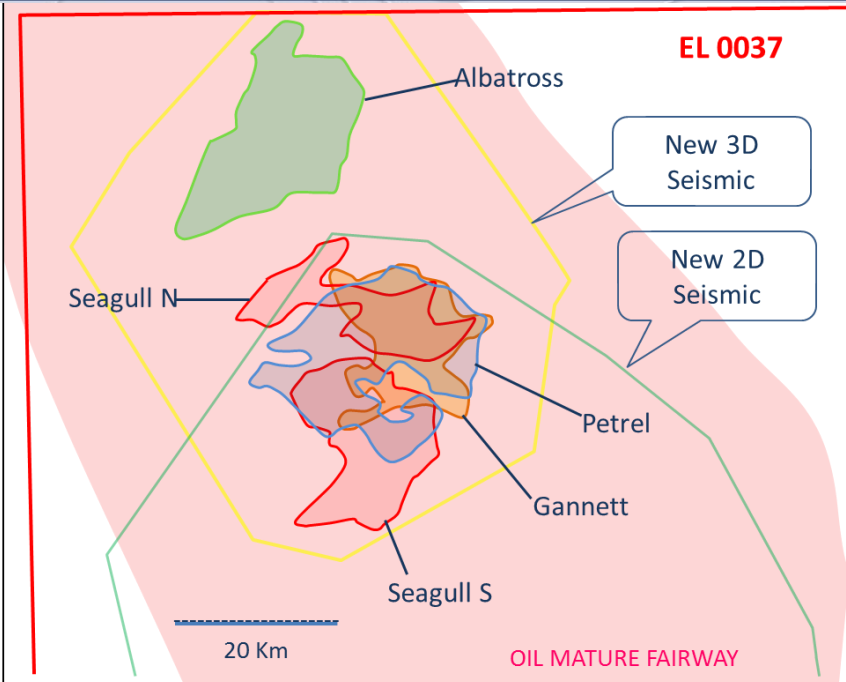 EL 0037
Albatross
New 3D
Seismic
New 2D
Seismic
Seagull N
Petrel
Gannett
Seagull S
20 Km
OIL MATURE FAIRWAY